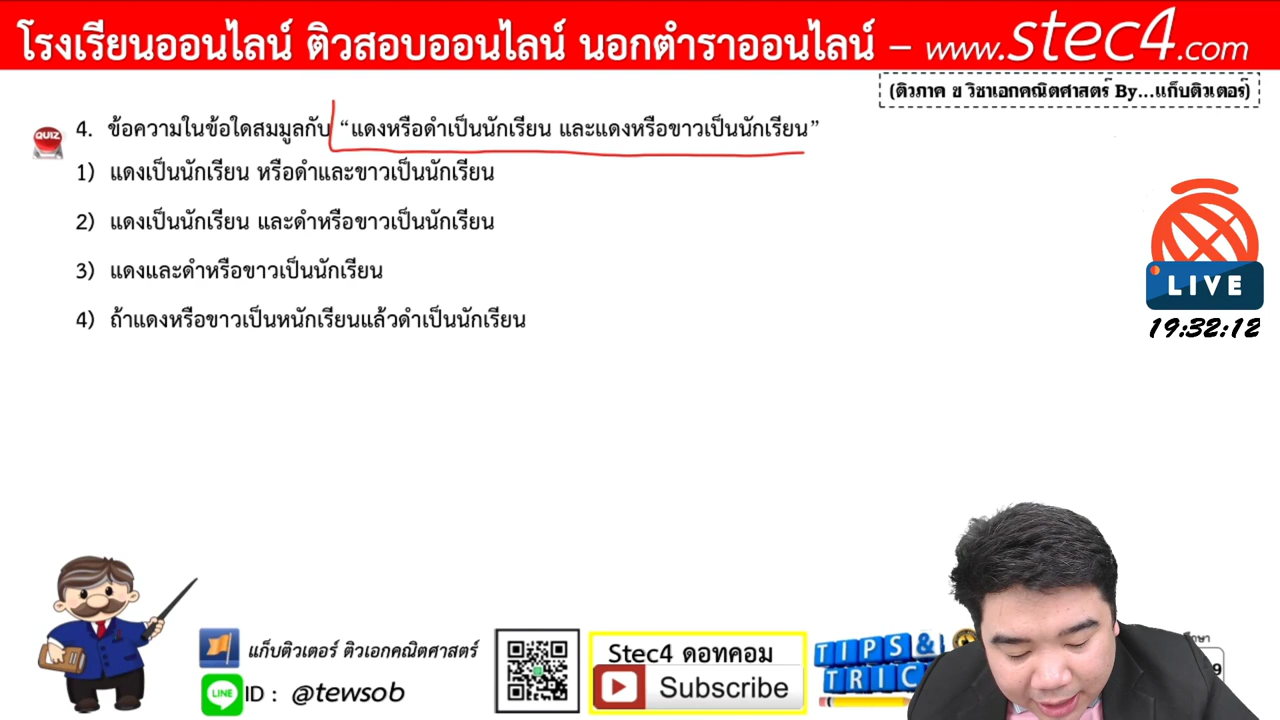 โรงเรียนออนไลน์ ติวสอบออนไลน์ นอกตำราออนไลน์ – www.stec4.com
(ติวภาค ข วิชาเอกคณิตศาสตร์ By...แก็บติวเตอร์)
QUIZ
4. ข้อความในข้อใดสมมูลกับ “แดงหรือดำเป็นนักเรียน และแดงหรือขาวเป็นนักเรียน”
1) แดงเป็นนักเรียน หรือดำและขาวเป็นนักเรียน
2) แดงเป็นนักเรียน และดำหรือขาวเป็นนักเรียน
3) แดงและดำหรือขาวเป็นนักเรียน
4) ถ้าแดงหรือขาวเป็นหนักเรียนแล้วดำเป็นนักเรียน
LIVE
19:32:12
แก็บติวเตอร์ ติวเอกคณิตศาสตร์
LINE ID : @tewsob
Stec4 ดอทคอม
Subscribe
TIPS &